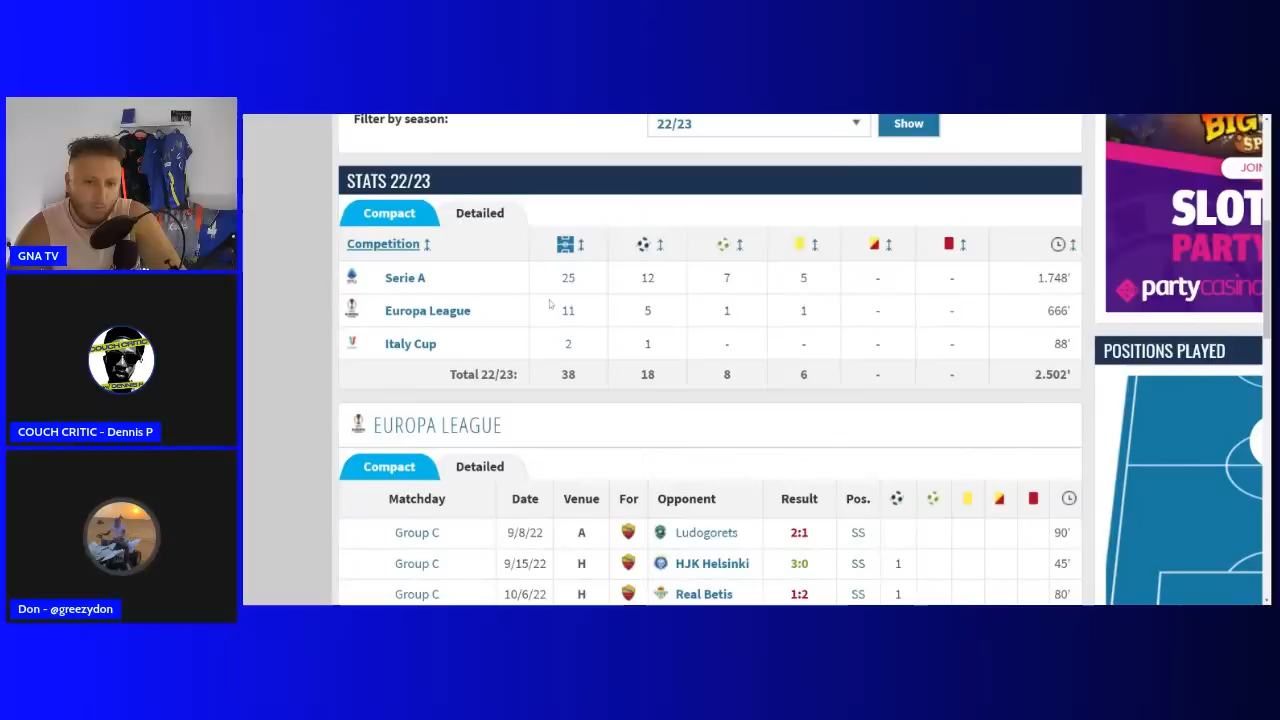 Filter by season:
22/23
Show
STATS 22/23
Compact Detailed
Competition
Serie A 25 12 7 5 - - 1.748'
Europa League 11 5 1 1 - - 666'
Italy Cup 2 1 - - - - 88'
Total 22/23: 38 18 8 6 - - 2.502'
EUROPA LEAGUE
Compact Detailed
Matchday Date Venue For Opponent Result Pos.
Group C 9/8/22 A Ludogorets 2:1 SS 90'
Group C 9/15/22 H HJK Helsinki 3:0 SS 1 45'
Group C 10/6/22 H Real Betis 1:2 SS 1 80'
BIG
SP
JOIN
SLOT
PARTY
partycasino
POSITIONS PLAYED
GNA TV
COUCH CRITIC
DENNIS P
COUCH CRITIC - Dennis P
Don - @greezydon